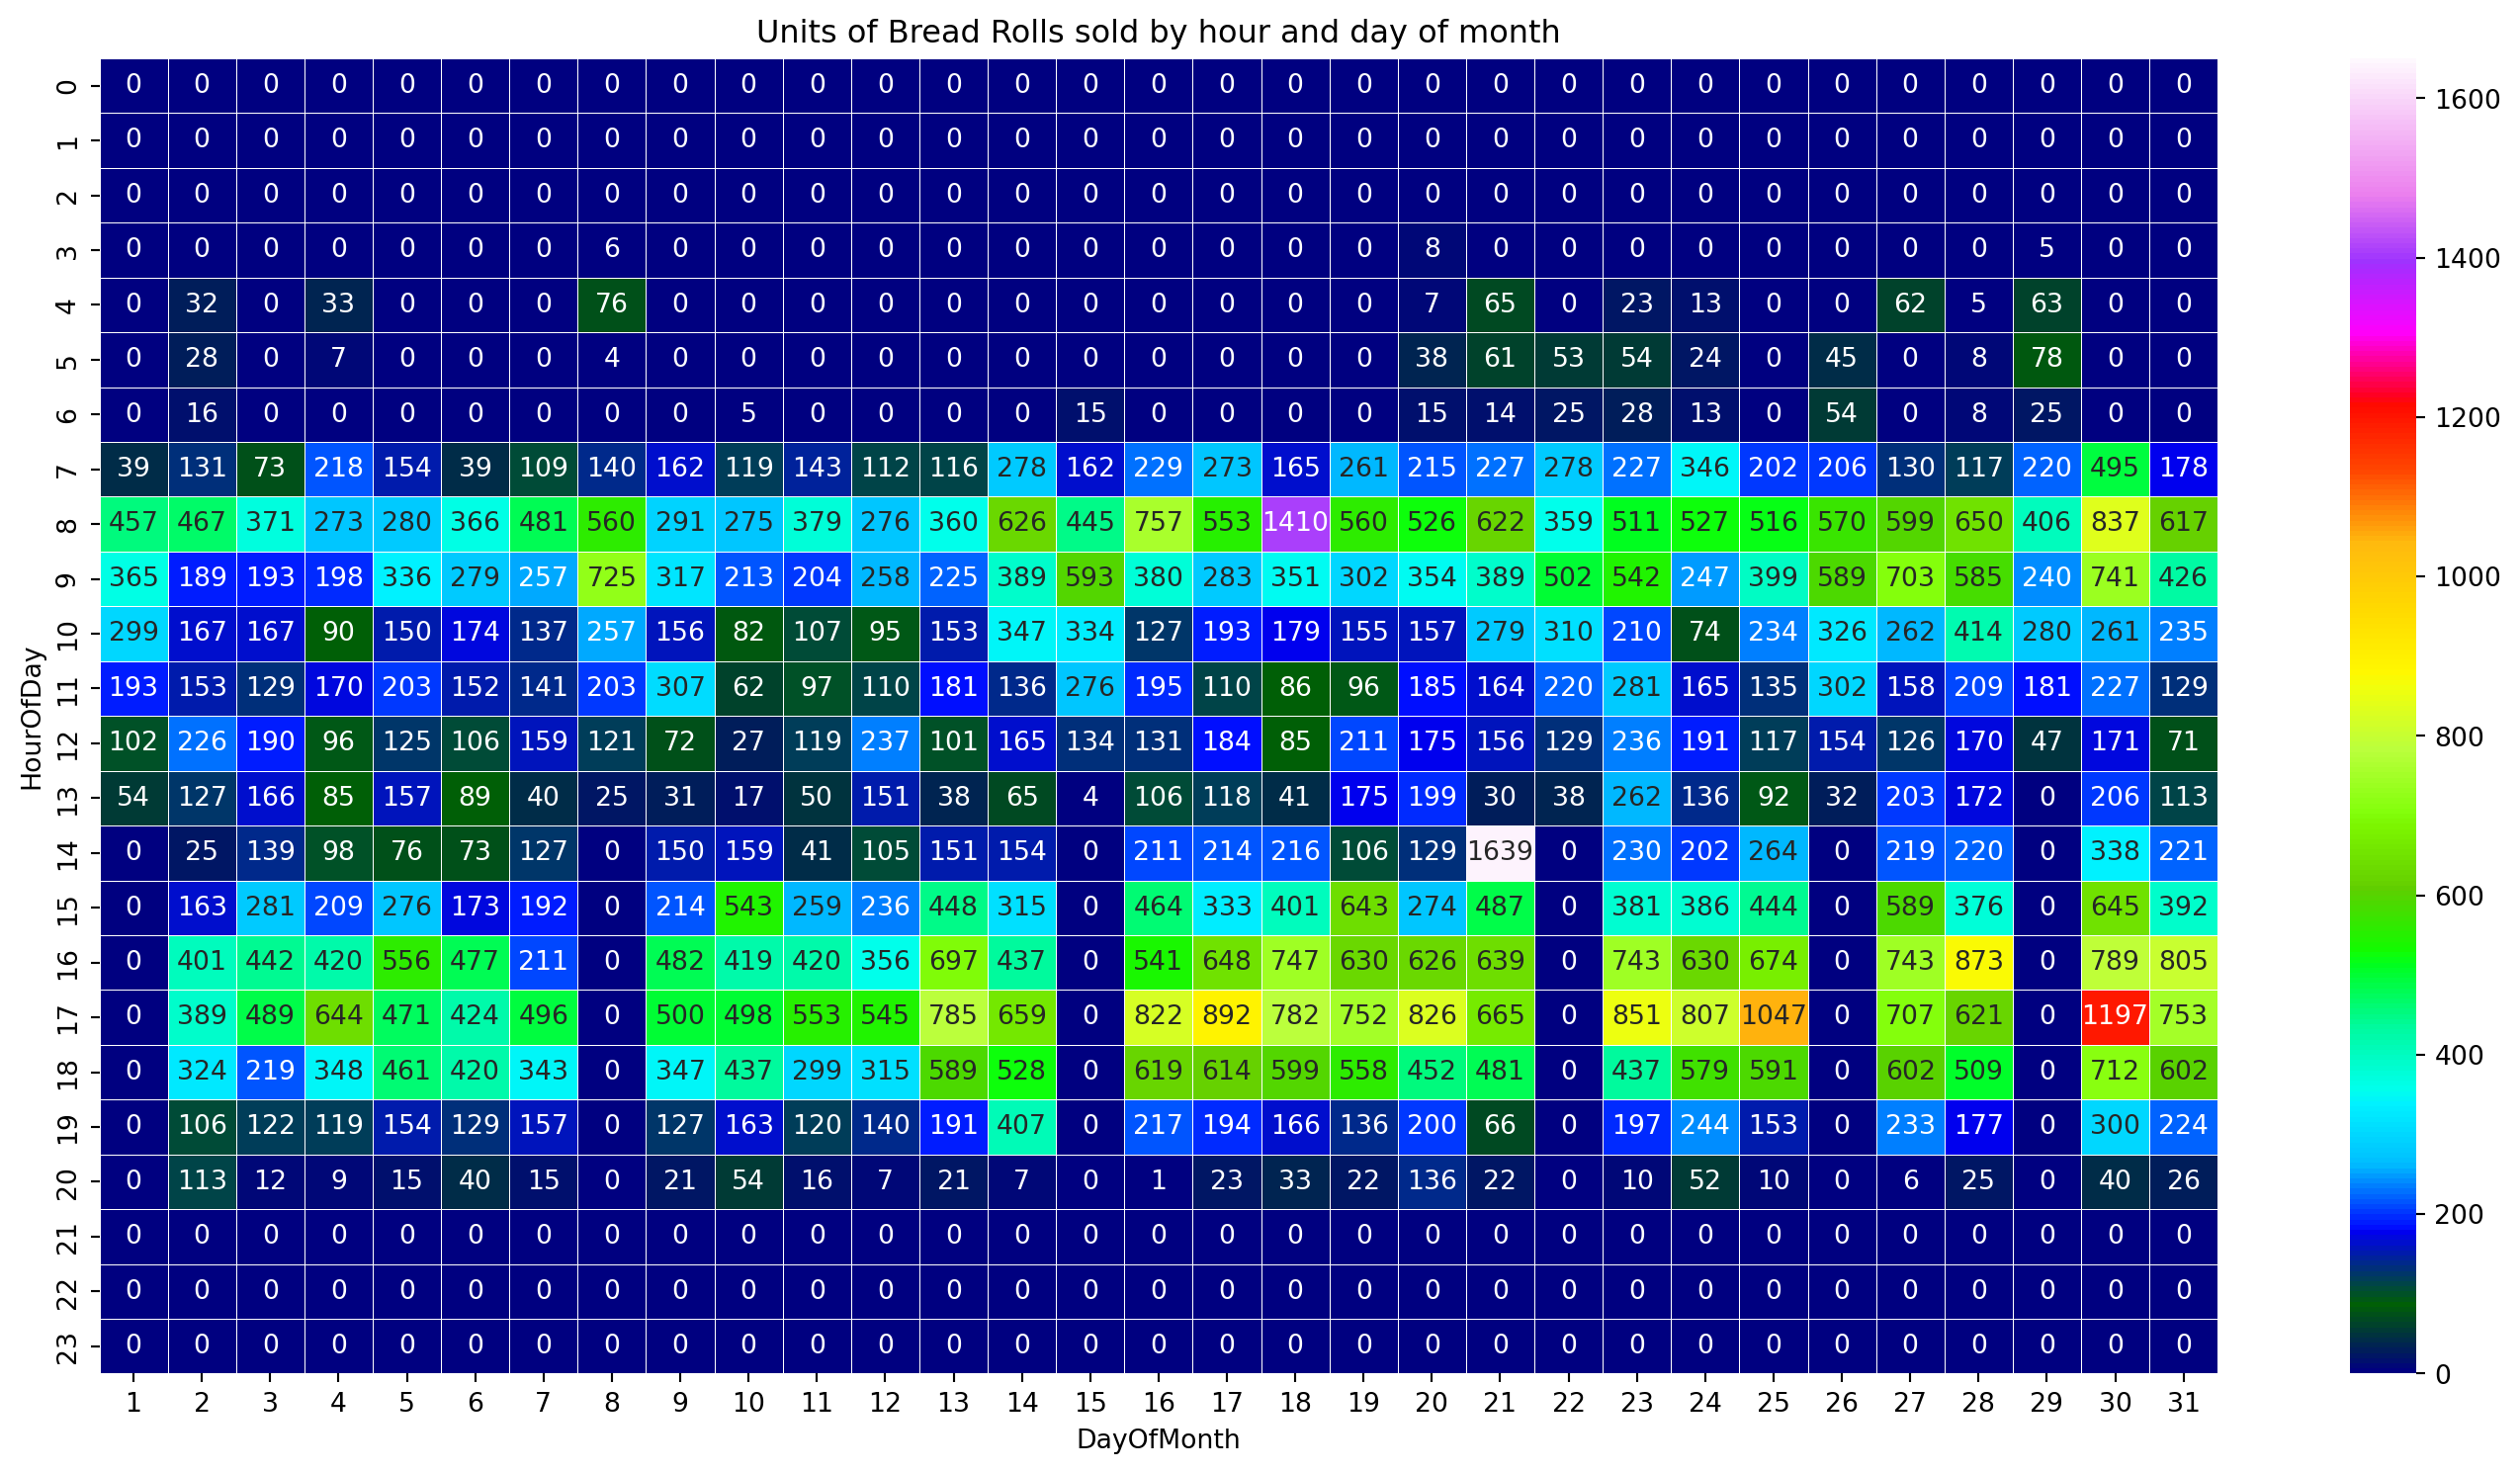 Units of Bread Rolls sold by hour and day of month
0 0 0 0 0 0 0 0 0 0 0 0 0 0 0 0 0 0 0 0 0 0 0 0 0 0 0 0 0 0 0 0
1 0 0 0 0 0 0 0 0 0 0 0 0 0 0 0 0 0 0 0 0 0 0 0 0 0 0 0 0 0 0 0
2 0 0 0 0 0 0 0 0 0 0 0 0 0 0 0 0 0 0 0 0 0 0 0 0 0 0 0 0 0 0 0
3 0 0 0 0 0 0 0 6 0 0 0 0 0 0 0 0 0 0 0 8 0 0 0 0 0 0 0 0 5 0 0
4 0 32 0 33 0 0 0 76 0 0 0 0 0 0 0 0 0 0 0 7 65 0 23 13 0 0 62 5 63 0 0
5 0 28 0 7 0 0 0 4 0 0 0 0 0 0 0 0 0 0 0 38 61 53 54 24 0 45 0 8 78 0 0
6 0 16 0 0 0 0 0 0 0 5 0 0 0 0 15 0 0 0 0 15 14 25 28 13 0 54 0 8 25 0 0
7 39 131 73 218 154 39 109 140 162 119 143 112 116 278 162 229 273 165 261 215 227 278 227 346 202 206 130 117 220 495 178
8 457 467 371 273 280 366 481 560 291 275 379 276 360 626 445 757 553 1410 560 526 622 359 511 527 516 570 599 650 406 837 617
9 365 189 193 198 336 279 257 725 317 213 204 258 225 389 593 380 283 351 302 354 389 502 542 247 399 589 703 585 240 741 426
10 299 167 167 90 150 174 137 257 156 82 107 95 153 347 334 127 193 179 155 157 279 310 210 74 234 326 262 414 280 261 235
11 193 153 129 170 203 152 141 203 307 62 97 110 181 136 276 195 110 86 96 185 164 220 281 165 135 302 158 209 181 227 129
12 102 226 190 96 125 106 159 121 72 27 119 237 101 165 134 131 184 85 211 175 156 129 236 191 117 154 126 170 47 171 71
13 54 127 166 85 157 89 40 25 31 17 50 151 38 65 4 106 118 41 175 199 30 38 262 136 92 32 203 172 0 206 113
14 0 25 139 98 76 73 127 0 150 159 41 105 151 154 0 211 214 216 106 129 1639 0 230 202 264 0 219 220 0 338 221
15 0 163 281 209 276 173 192 0 214 543 259 236 448 315 0 464 333 401 643 274 487 0 381 386 444 0 589 376 0 645 392
16 0 401 442 420 556 477 211 0 482 419 420 356 697 437 0 541 648 747 630 626 639 0 743 630 674 0 743 873 0 789 805
17 0 389 489 644 471 424 496 0 500 498 553 545 785 659 0 822 892 782 752 826 665 0 851 807 1047 0 707 621 0 1197 753
18 0 324 219 348 461 420 343 0 347 437 299 315 589 528 0 619 614 599 558 452 481 0 437 579 591 0 602 509 0 712 602
19 0 106 122 119 154 129 157 0 127 163 120 140 191 407 0 217 194 166 136 200 66 0 197 244 153 0 233 177 0 300 224
20 0 113 12 9 15 40 15 0 21 54 16 7 21 7 0 1 23 33 22 136 22 0 10 52 10 0 6 25 0 40 26
21 0 0 0 0 0 0 0 0 0 0 0 0 0 0 0 0 0 0 0 0 0 0 0 0 0 0 0 0 0 0 0
22 0 0 0 0 0 0 0 0 0 0 0 0 0 0 0 0 0 0 0 0 0 0 0 0 0 0 0 0 0 0 0
23 0 0 0 0 0 0 0 0 0 0 0 0 0 0 0 0 0 0 0 0 0 0 0 0 0 0 0 0 0 0 0
1 2 3 4 5 6 7 8 9 10 11 12 13 14 15 16 17 18 19 20 21 22 23 24 25 26 27 28 29 30 31
DayOfMonth
HourOfDay
1600
1400
1200
1000
800
600
400
200
0